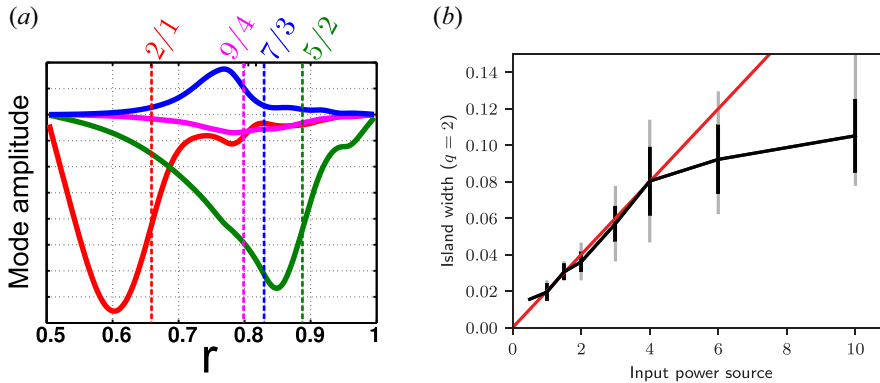 (a)
2/1 9/4 7/3 5/2
Mode amplitude
0.5 0.6 0.7 0.8 0.9 1
r
(b)
Island width (q = 2)
0.14
0.12
0.10
0.08
0.06
0.04
0.02
0.00
0 2 4 6 8 10
Input power source